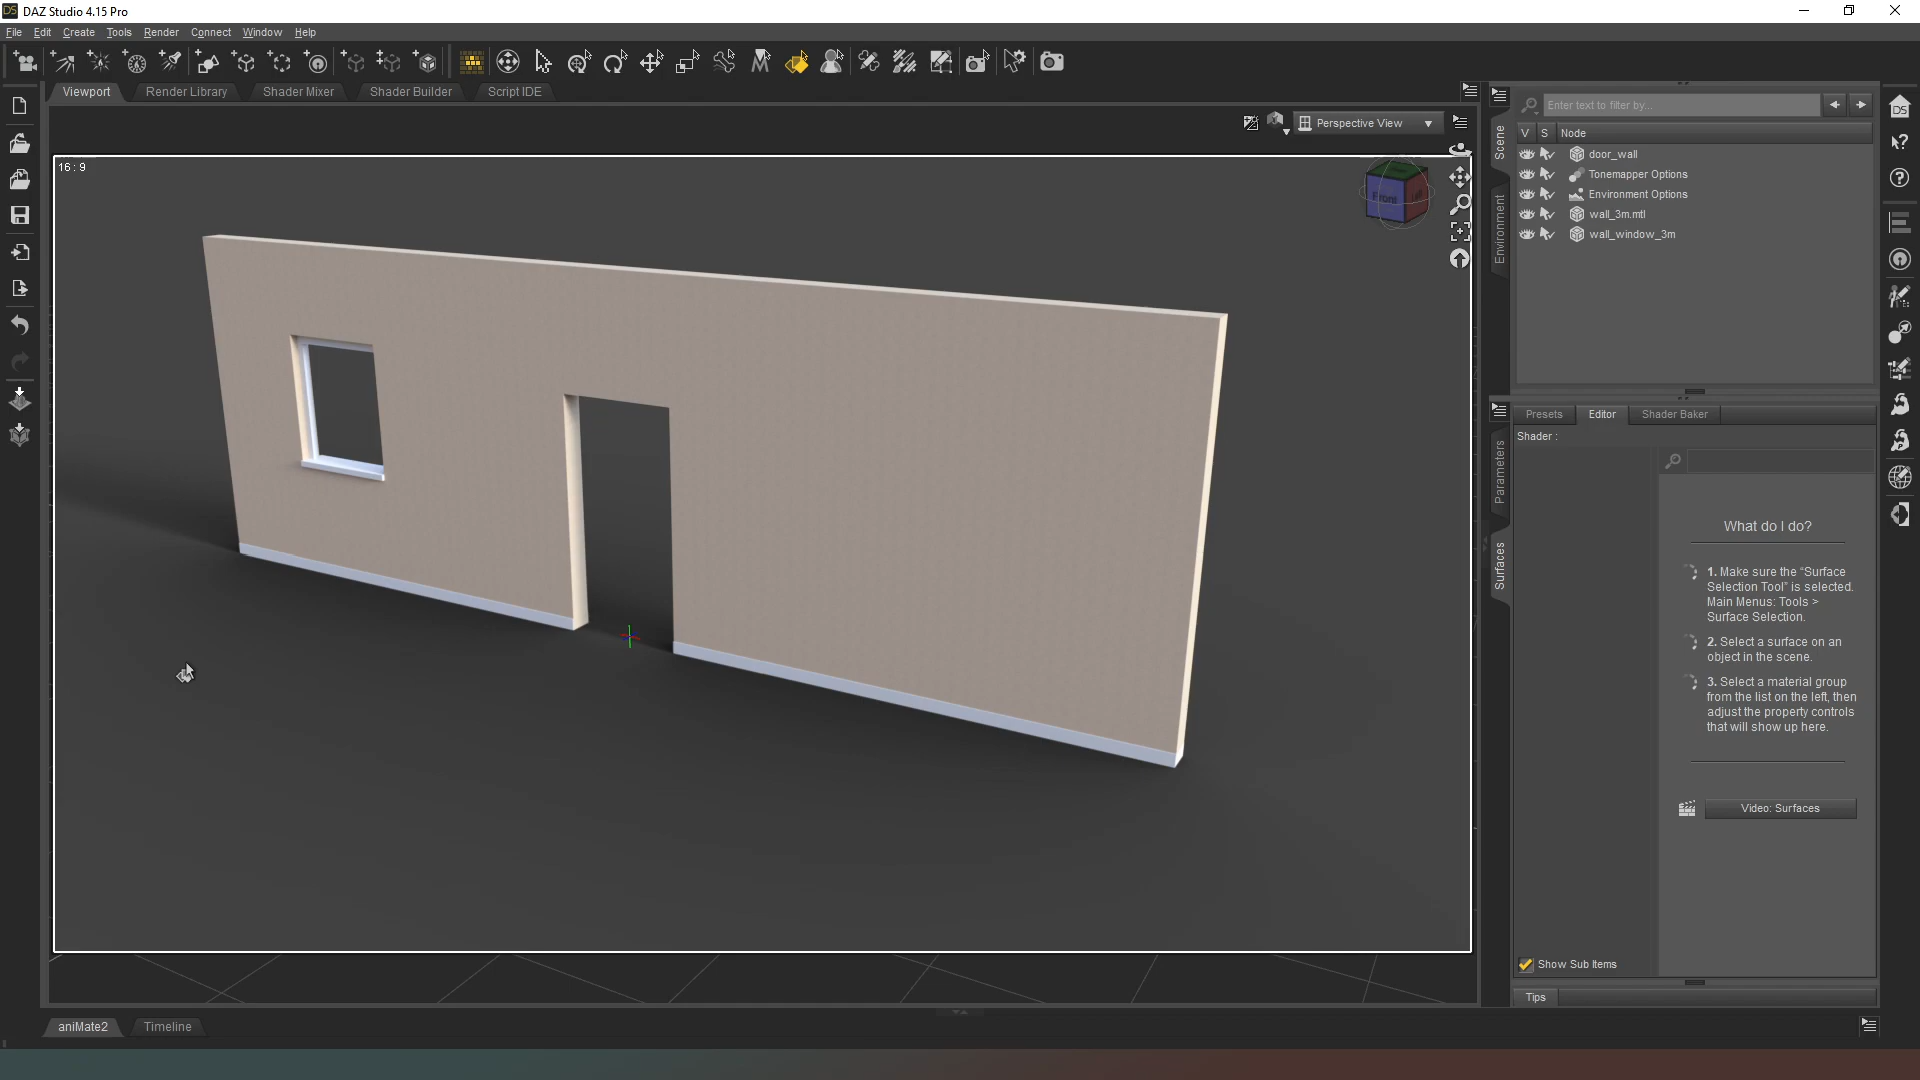 DAZ Studio 4.15 Pro
File Edit Create Tools Render Connect Window Help
Viewport Render Library Shader Mixer Shader Builder Script IDE
Perspective View
16 : 9
Front
Enter text to filter by...
V S Node
door_wall
Tonemapper Options
Environment Options
wall_3m.mtl
wall_window_3m
Scene
Environment
Presets Editor Shader Baker
Shader :
Parameters
Surfaces
What do I do?
1. Make sure the “Surface
Selection Tool” is selected.
Main Menus: Tools >
Surface Selection.
2. Select a surface on an
object in the scene.
3. Select a material group
from the list on the left, then
adjust the property controls
that will show up here.
Video: Surfaces
Show Sub Items
Tips
aniMate2 Timeline